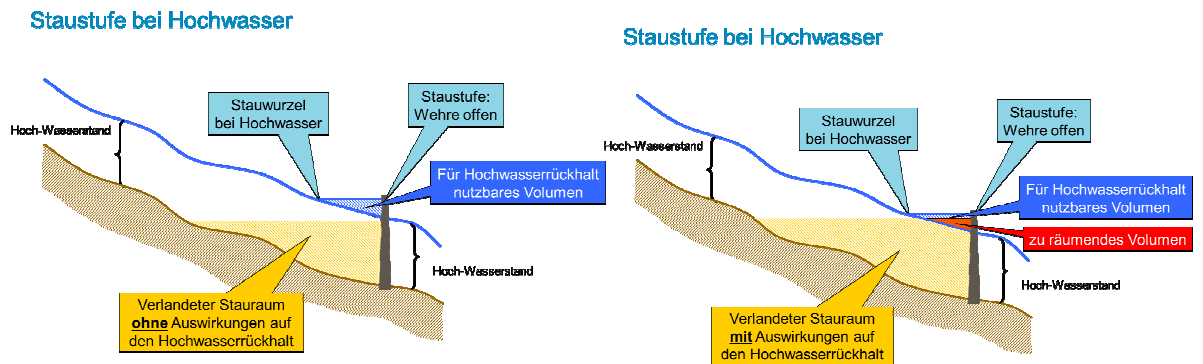 Staustufe bei Hochwasser
Stauwurzel
bei Hochwasser
Staustufe:
Wehre offen
Hoch-Wasserstand
Für Hochwasserrückhalt
nutzbares Volumen
Hoch-Wasserstand
Verlandeter Stauraum
ohne Auswirkungen auf
den Hochwasserrückhalt
Staustufe bei Hochwasser
Stauwurzel
bei Hochwasser
Staustufe:
Wehre offen
Hoch-Wasserstand
Für Hochwasserrückhalt
nutzbares Volumen
zu räumendes Volumen
Hoch-Wasserstand
Verlandeter Stauraum
mit Auswirkungen auf
den Hochwasserrückhalt